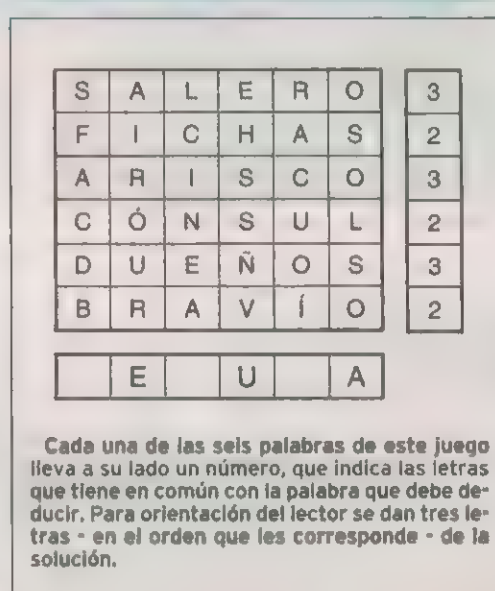 S A L E R O 3
F I C H A S 2
A R I S C O 3
C Ó N S U L 2
D U E Ñ O S 3
B R A V Í O 2
E U A
Cada una de las seis palabras de este juego
lleva a su lado un número, que indica las letras
que tiene en común con la palabra que debe de-
ducir. Para orientación del lector se dan tres le-
tras - en el orden que les corresponde - de la
solución.